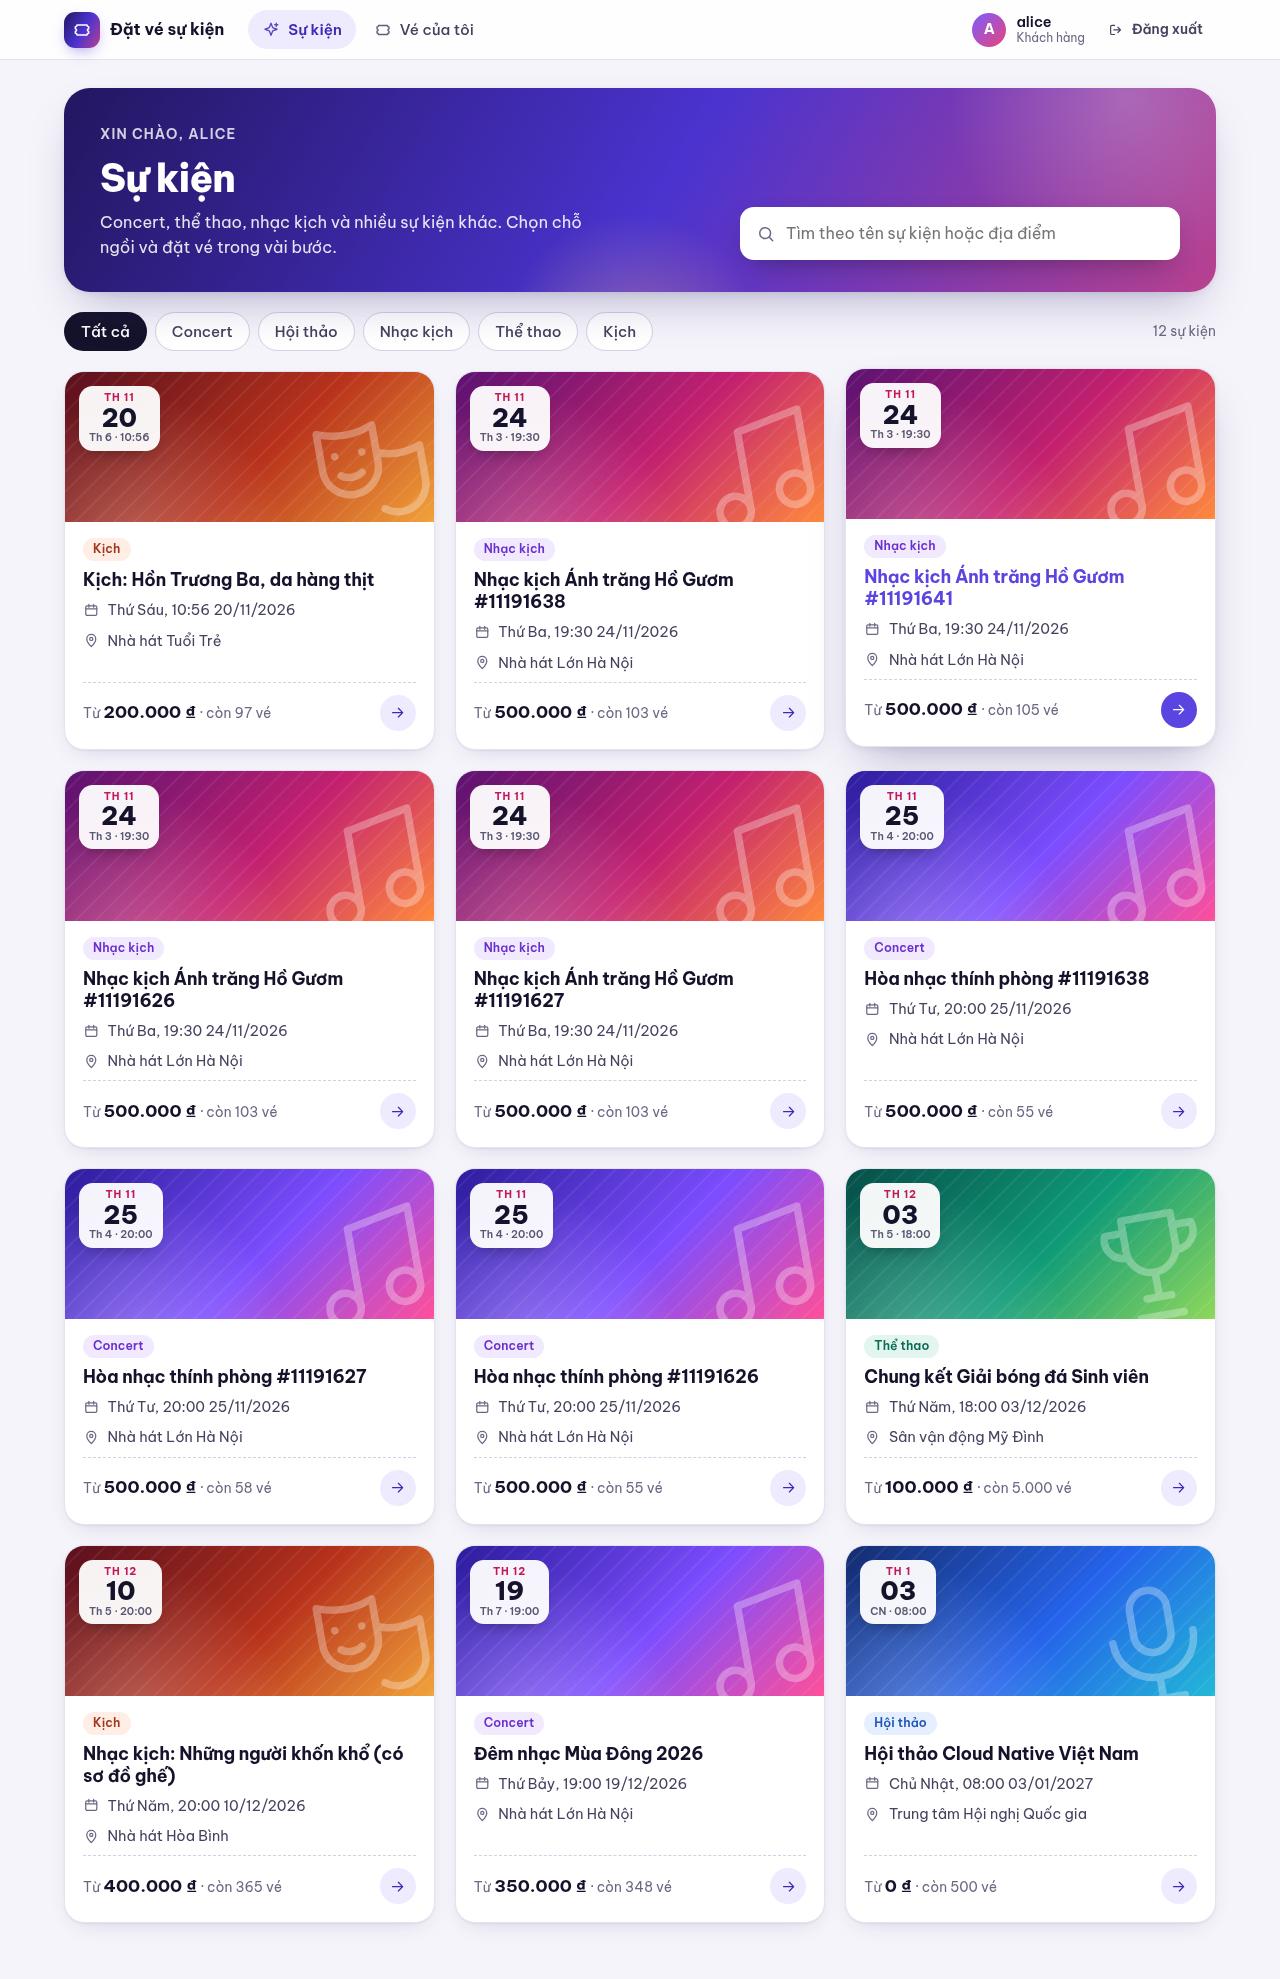 Đặt vé sự kiện
Sự kiện
Vé của tôi
A
alice
Khách hàng
Đăng xuất
XIN CHÀO, ALICE
Sự kiện
Concert, thể thao, nhạc kịch và nhiều sự kiện khác. Chọn chỗ
ngồi và đặt vé trong vài bước.
Tìm theo tên sự kiện hoặc địa điểm
Tất cả
Concert
Hội thảo
Nhạc kịch
Thể thao
Kịch
12 sự kiện
TH 11
20
Th 6 · 10:56
Kịch
Kịch: Hồn Trương Ba, da hàng thịt
Thứ Sáu, 10:56 20/11/2026
Nhà hát Tuổi Trẻ
Từ 200.000 ₫ · còn 97 vé
TH 11
24
Th 3 · 19:30
Nhạc kịch
Nhạc kịch Ánh trăng Hồ Gươm
#11191638
Thứ Ba, 19:30 24/11/2026
Nhà hát Lớn Hà Nội
Từ 500.000 ₫ · còn 103 vé
TH 11
24
Th 3 · 19:30
Nhạc kịch
Nhạc kịch Ánh trăng Hồ Gươm
#11191641
Thứ Ba, 19:30 24/11/2026
Nhà hát Lớn Hà Nội
Từ 500.000 ₫ · còn 105 vé
TH 11
24
Th 3 · 19:30
Nhạc kịch
Nhạc kịch Ánh trăng Hồ Gươm
#11191626
Thứ Ba, 19:30 24/11/2026
Nhà hát Lớn Hà Nội
Từ 500.000 ₫ · còn 103 vé
TH 11
24
Th 3 · 19:30
Nhạc kịch
Nhạc kịch Ánh trăng Hồ Gươm
#11191627
Thứ Ba, 19:30 24/11/2026
Nhà hát Lớn Hà Nội
Từ 500.000 ₫ · còn 103 vé
TH 11
25
Th 4 · 20:00
Concert
Hòa nhạc thính phòng #11191638
Thứ Tư, 20:00 25/11/2026
Nhà hát Lớn Hà Nội
Từ 500.000 ₫ · còn 55 vé
TH 11
25
Th 4 · 20:00
Concert
Hòa nhạc thính phòng #11191627
Thứ Tư, 20:00 25/11/2026
Nhà hát Lớn Hà Nội
Từ 500.000 ₫ · còn 58 vé
TH 11
25
Th 4 · 20:00
Concert
Hòa nhạc thính phòng #11191626
Thứ Tư, 20:00 25/11/2026
Nhà hát Lớn Hà Nội
Từ 500.000 ₫ · còn 55 vé
TH 12
03
Th 5 · 18:00
Thể thao
Chung kết Giải bóng đá Sinh viên
Thứ Năm, 18:00 03/12/2026
Sân vận động Mỹ Đình
Từ 100.000 ₫ · còn 5.000 vé
TH 12
10
Th 5 · 20:00
Kịch
Nhạc kịch: Những người khốn khổ (có
sơ đồ ghế)
Thứ Năm, 20:00 10/12/2026
Nhà hát Hòa Bình
Từ 400.000 ₫ · còn 365 vé
TH 12
19
Th 7 · 19:00
Concert
Đêm nhạc Mùa Đông 2026
Thứ Bảy, 19:00 19/12/2026
Nhà hát Lớn Hà Nội
Từ 350.000 ₫ · còn 348 vé
TH 1
03
CN · 08:00
Hội thảo
Hội thảo Cloud Native Việt Nam
Chủ Nhật, 08:00 03/01/2027
Trung tâm Hội nghị Quốc gia
Từ 0 ₫ · còn 500 vé